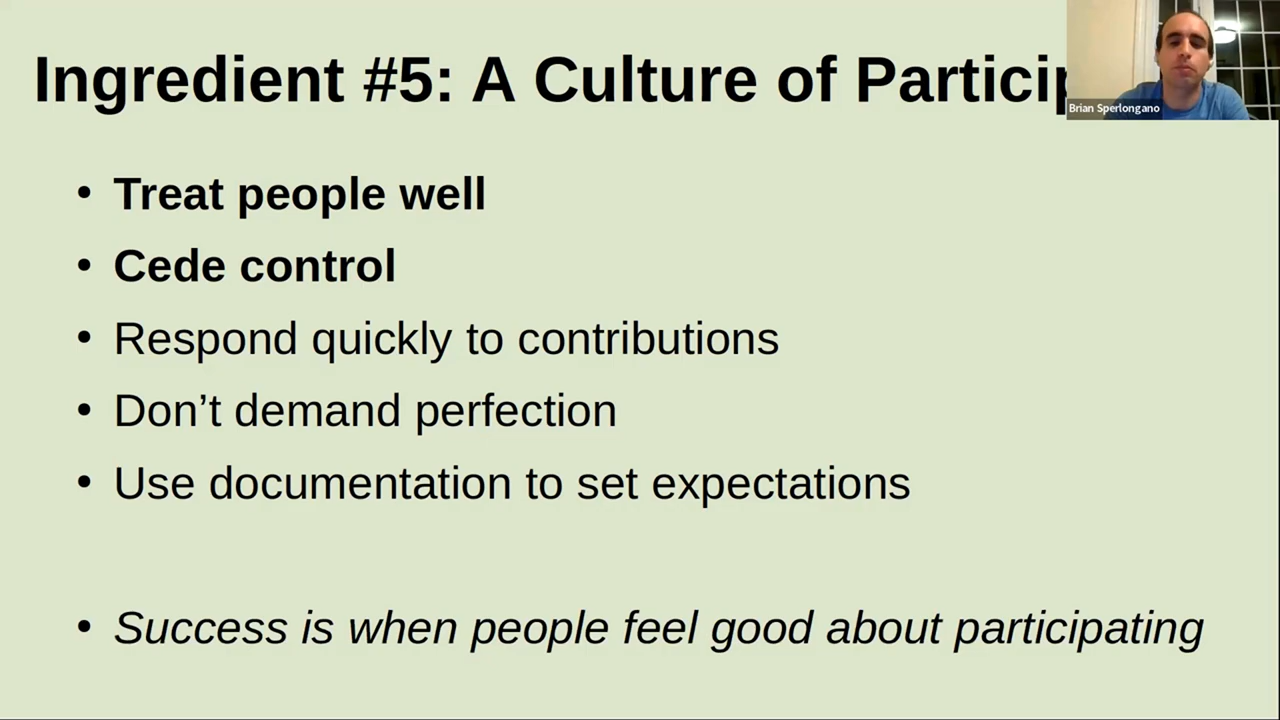 Ingredient #5: A Culture of Particip
Brian Sperlongano
• Treat people well
• Cede control
• Respond quickly to contributions
• Don’t demand perfection
• Use documentation to set expectations
• Success is when people feel good about participating